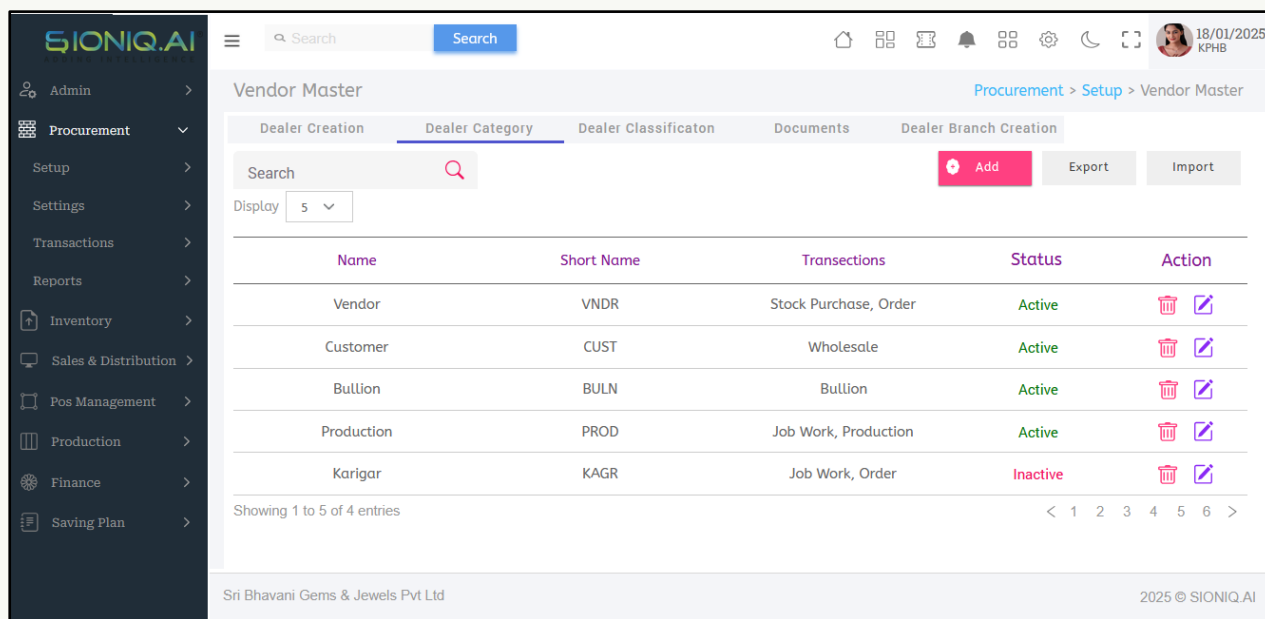 SIONIQ.AI
Search Search 18/01/2025
KPHB
Admin
Procurement
Setup
Settings
Transactions
Reports
Inventory
Sales & Distribution
Pos Management
Production
Finance
Saving Plan
Vendor Master Procurement > Setup > Vendor Master
Dealer Creation Dealer Category Dealer Classificaton Documents Dealer Branch Creation
Search Add Export Import
Display 5
Name Short Name Transections Status Action
Vendor VNDR Stock Purchase, Order Active
Customer CUST Wholesale Active
Bullion BULN Bullion Active
Production PROD Job Work, Production Active
Karigar KAGR Job Work, Order Inactive
Showing 1 to 5 of 4 entries < 1 2 3 4 5 6 >
Sri Bhavani Gems & Jewels Pvt Ltd 2025 © SIONIQ.AI